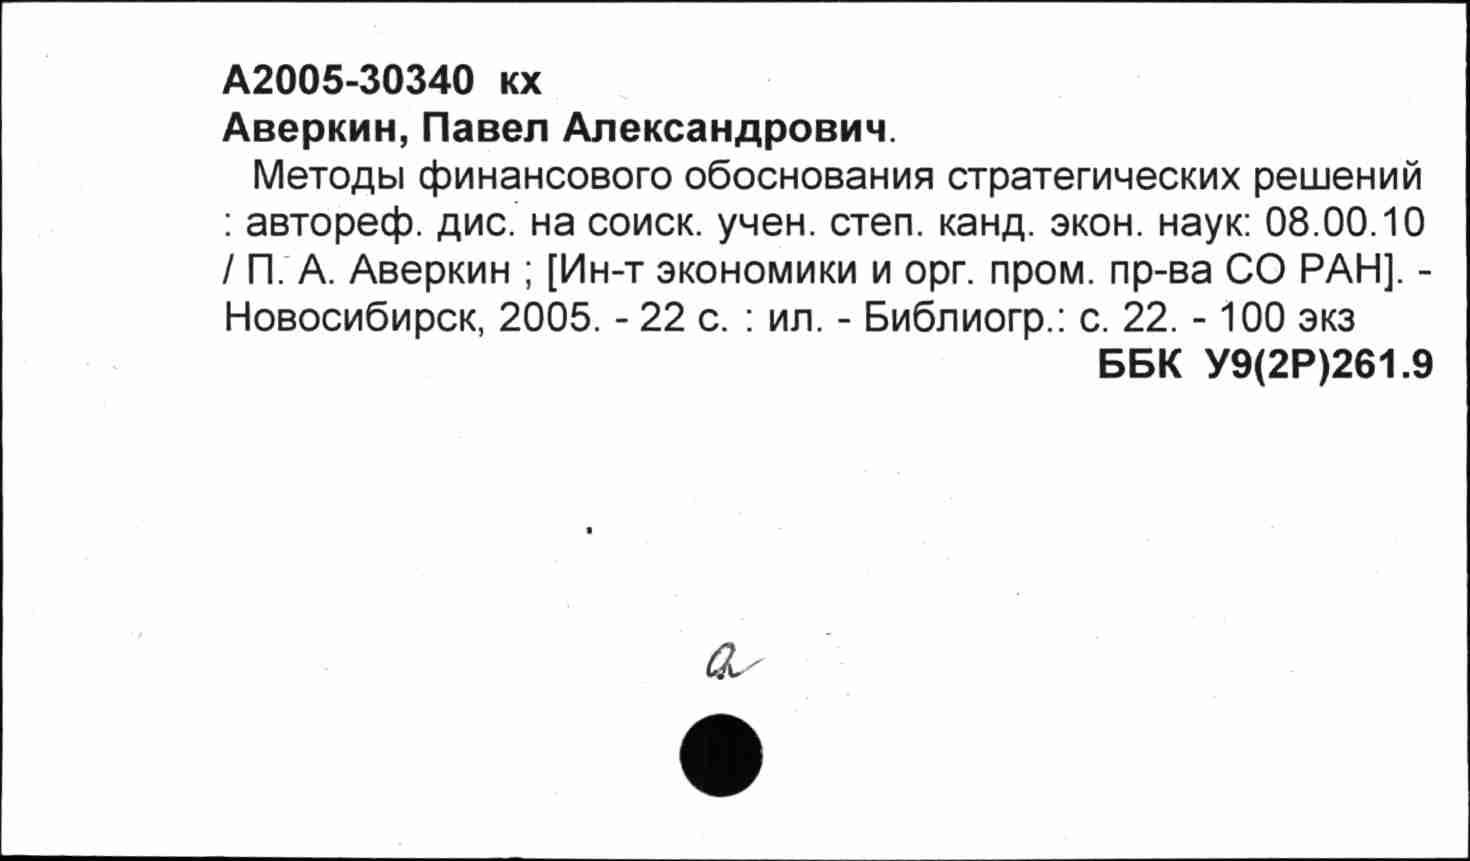 А2005-30340 кх
Аверкин, Павел Александрович.
Методы финансового обоснования стратегических решений
: автореф. дис. на соиск. учен. степ. канд. экон. наук: 08.00.10
/ П. А. Аверкин ; [Ин-т экономики и орг. пром. пр-ва СО РАН]. -
Новосибирск, 2005. - 22 с. : ил. - Библиогр.: с. 22. - 100 экз
ББК У9(2Р)261.9
а